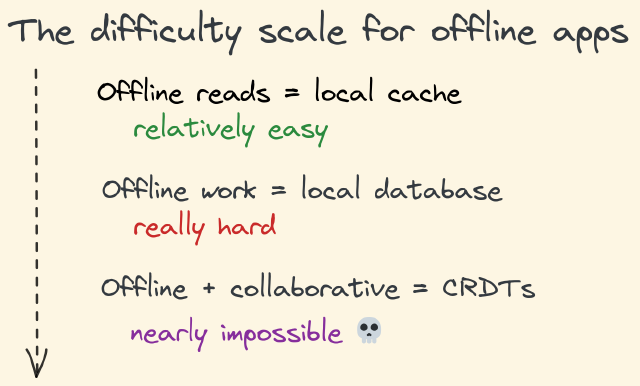 The difficulty scale for offline apps
Offline reads = local cache
relatively easy
Offline work = local database
really hard
Offline + collaborative = CRDTs
nearly impossible 💀